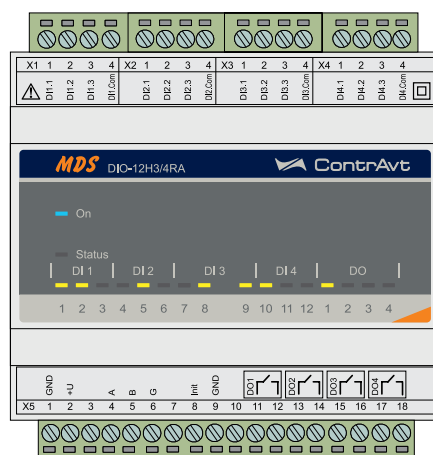 X1 1 2 3 4 X2 1 2 3 4 X3 1 2 3 4 X4 1 2 3 4
DI1.1 DI1.2 DI1.3 DI1.Com DI2.1 DI2.2 DI2.3 DI2.Com DI3.1 DI3.2 DI3.3 DI3.Com DI4.1 DI4.2 DI4.3 DI4.Com
MDS DIO-12H3/4RA ContrAvt
On
Status
DI 1 DI 2 DI 3 DI 4 DO
1 2 3 4 5 6 7 8 9 10 11 12 1 2 3 4
GND +U A B G Init GND DO1 DO2 DO3 DO4
X5 1 2 3 4 5 6 7 8 9 10 11 12 13 14 15 16 17 18